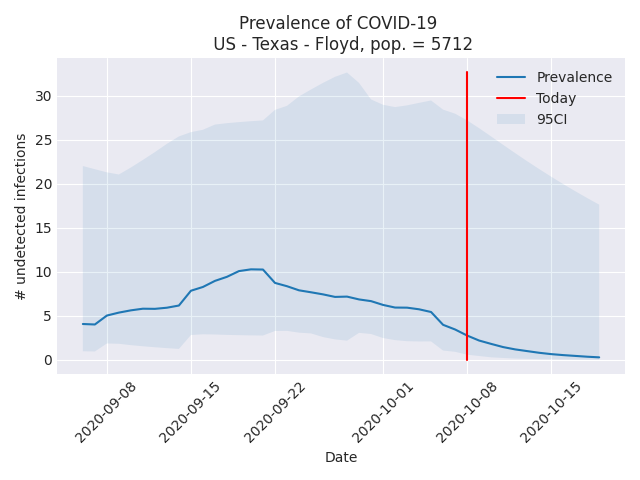 Prevalence of COVID-19
US - Texas - Floyd, pop. = 5712
Prevalence
Today
95CI
# undetected infections
30
25
20
15
10
5
0
2020-09-08
2020-09-15
2020-09-22
2020-10-01
2020-10-08
2020-10-15
Date